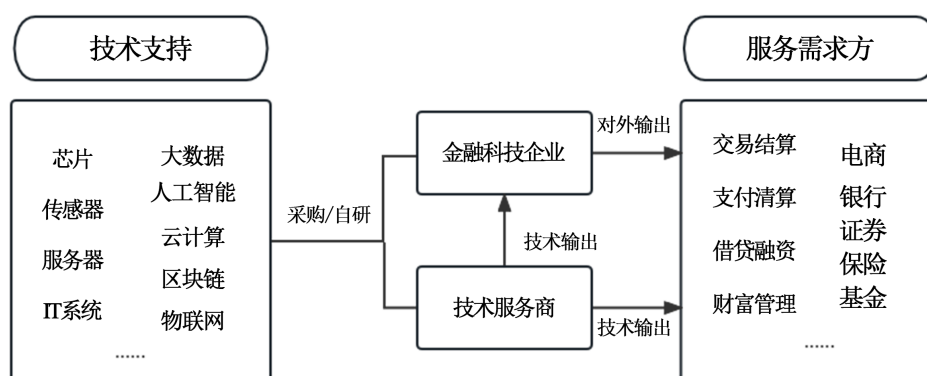 技术支持
服务需求方
芯片
传感器
服务器
IT系统
大数据
人工智能
云计算
区块链
物联网
......
采购/自研
金融科技企业
技术输出
技术服务商
对外输出
技术输出
交易结算
支付清算
借贷融资
财富管理
电商
银行
证券
保险
基金
......